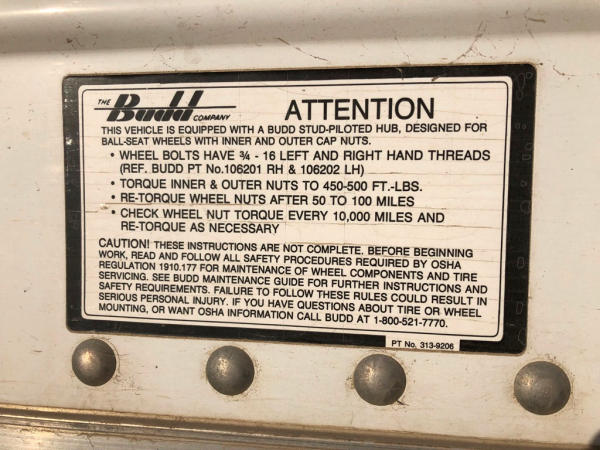 THE Budd COMPANY ATTENTION
THIS VEHICLE IS EQUIPPED WITH A BUDD STUD-PILOTED HUB, DESIGNED FOR
BALL-SEAT WHEELS WITH INNER AND OUTER CAP NUTS.
• WHEEL BOLTS HAVE ¾ - 16 LEFT AND RIGHT HAND THREADS
(REF. BUDD PT No.106201 RH & 106202 LH)
• TORQUE INNER & OUTER NUTS TO 450-500 FT.-LBS.
• RE-TORQUE WHEEL NUTS AFTER 50 TO 100 MILES
• CHECK WHEEL NUT TORQUE EVERY 10,000 MILES AND
RE-TORQUE AS NECESSARY
CAUTION! THESE INSTRUCTIONS ARE NOT COMPLETE. BEFORE BEGINNING
WORK, READ AND FOLLOW ALL SAFETY PROCEDURES REQUIRED BY OSHA
REGULATION 1910.177 FOR MAINTENANCE OF WHEEL COMPONENTS AND TIRE
SERVICING. SEE BUDD MAINTENANCE GUIDE FOR FURTHER INSTRUCTIONS AND
SAFETY REQUIREMENTS. FAILURE TO FOLLOW THESE RULES COULD RESULT IN
SERIOUS PERSONAL INJURY. IF YOU HAVE QUESTIONS ABOUT TIRE OR WHEEL
MOUNTING, OR WANT OSHA INFORMATION CALL BUDD AT 1-800-521-7770.
PT No. 313-9206